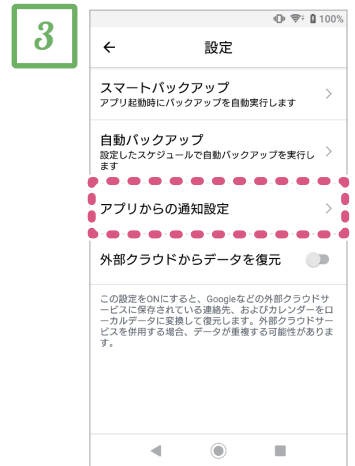 3
100%
設定
スマートバックアップ
アプリ起動時にバックアップを自動実行します
自動バックアップ
設定したスケジュールで自動バックアップを実行し
ます
アプリからの通知設定
外部クラウドからデータを復元
この設定をONにすると、Googleなどの外部クラウドサ
ービスに保存されている連絡先、およびカレンダーをロ
ーカルデータに変換して復元します。外部クラウドサー
ビスを併用する場合、データが重複する可能性がありま
す。